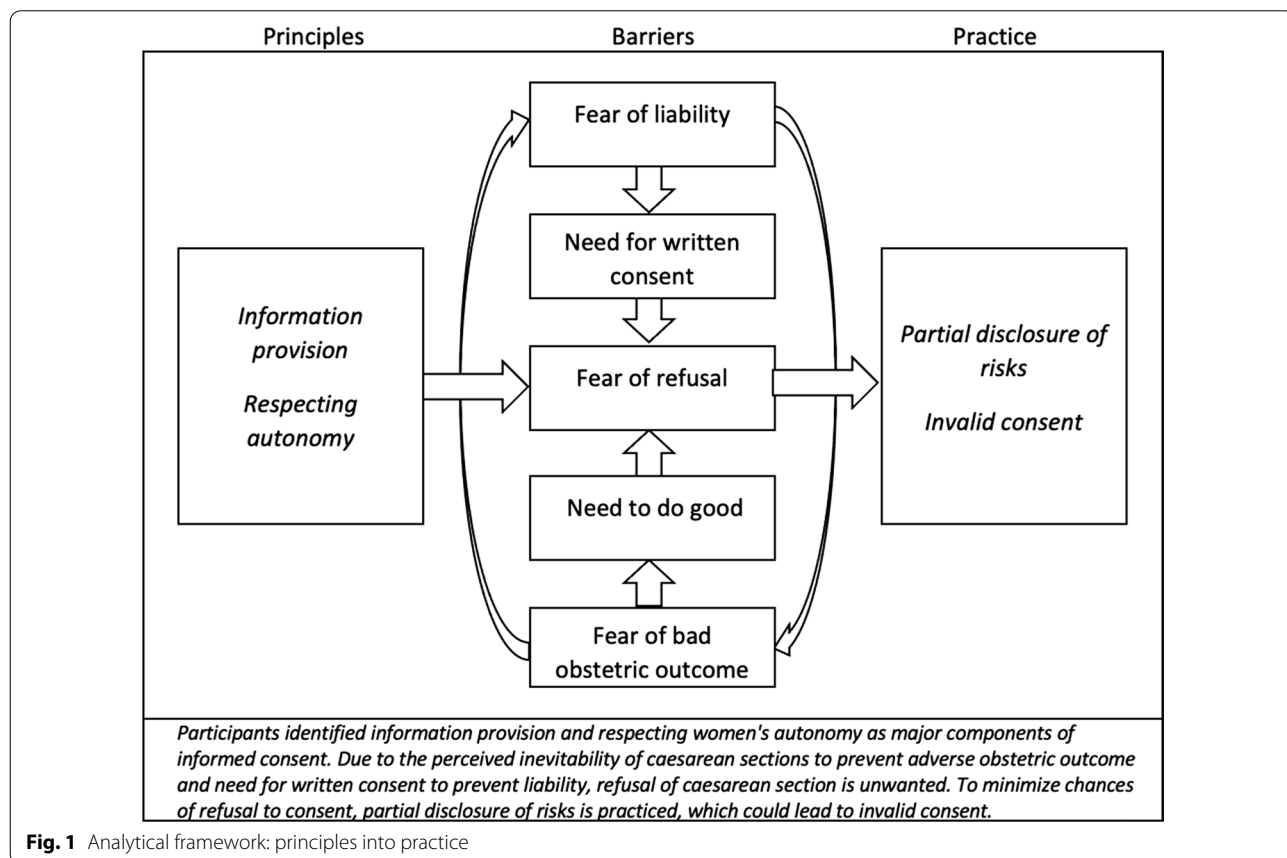 Principles Barriers Practice
Fear of liability
Need for written
consent
Information
provision
Respecting
autonomy
Fear of refusal
Partial disclosure of
risks
Invalid consent
Need to do good
Fear of bad
obstetric outcome
Participants identified information provision and respecting women's autonomy as major components of
informed consent. Due to the perceived inevitability of caesarean sections to prevent adverse obstetric outcome
and need for written consent to prevent liability, refusal of caesarean section is unwanted. To minimize chances
of refusal to consent, partial disclosure of risks is practiced, which could lead to invalid consent.
Fig. 1 Analytical framework: principles into practice